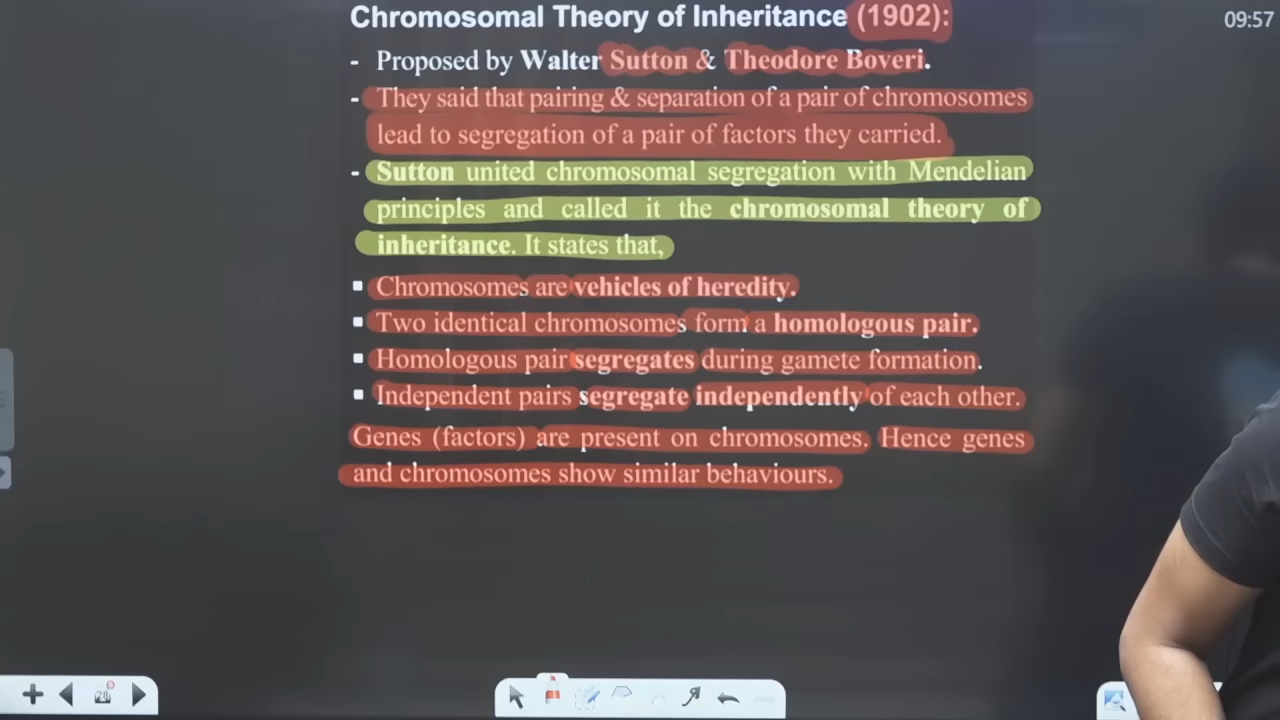 Chromosomal Theory of Inheritance (1902):
09:57
- Proposed by Walter Sutton & Theodore Boveri.
- They said that pairing & separation of a pair of chromosomes
lead to segregation of a pair of factors they carried.
- Sutton united chromosomal segregation with Mendelian
principles and called it the chromosomal theory of
inheritance. It states that,
▪ Chromosomes are vehicles of heredity.
▪ Two identical chromosomes form a homologous pair.
▪ Homologous pair segregates during gamete formation.
▪ Independent pairs segregate independently of each other.
Genes (factors) are present on chromosomes. Hence genes
and chromosomes show similar behaviours.